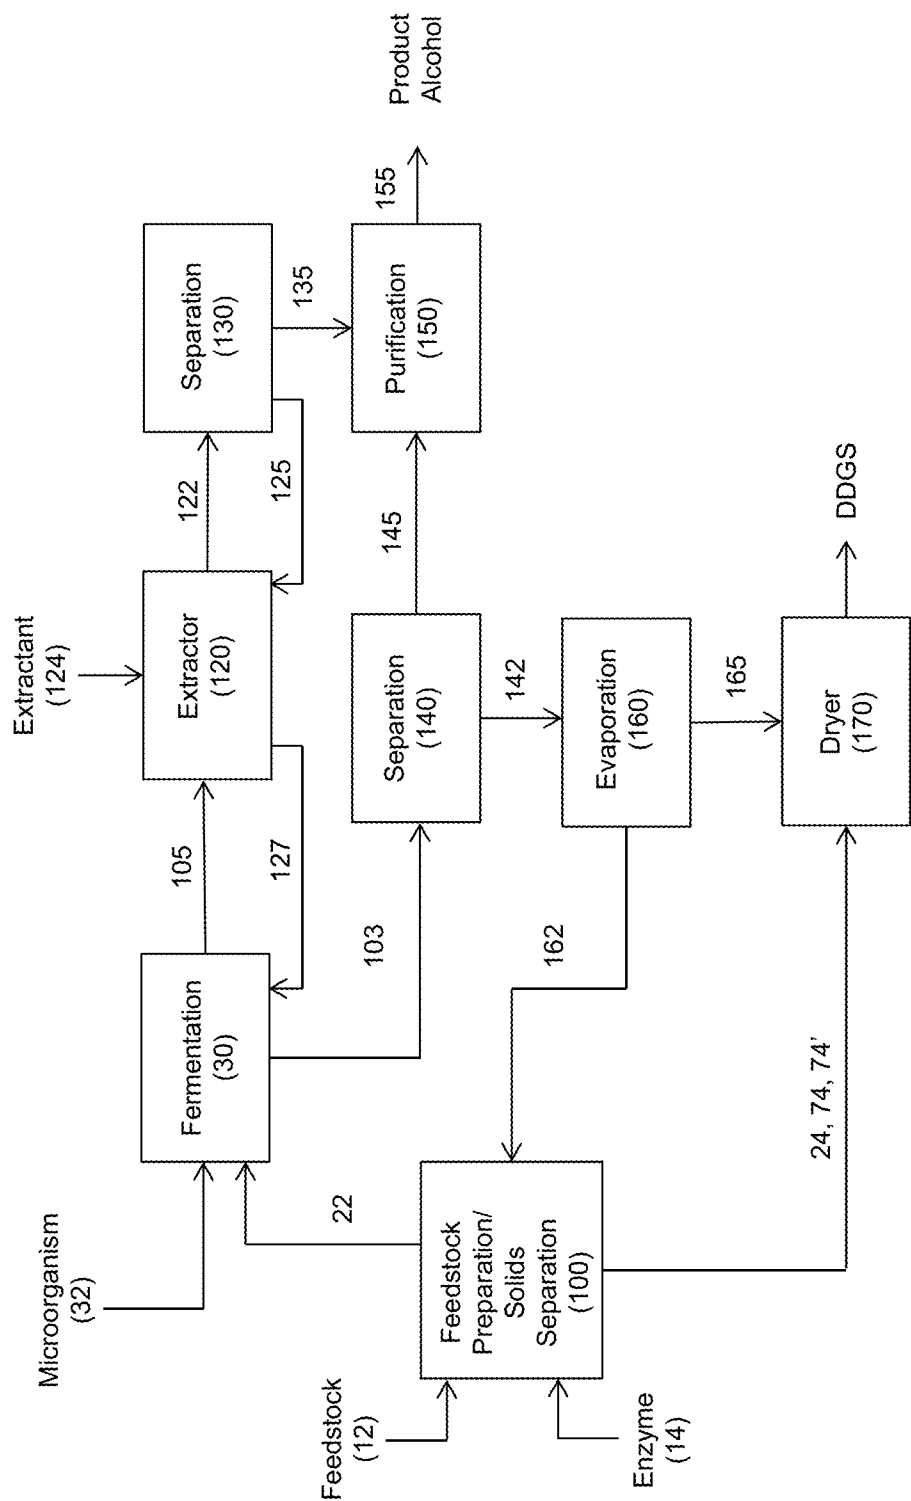 Microorganism
(32)
Fermentation
(30)
105
127
Extractant
(124)
Extractor
(120)
122
125
Separation
(130)
135
Feedstock
(12)
Enzyme
(14)
Feedstock
Preparation/
Solids
Separation
(100)
22
103
Separation
(140)
145
Purification
(150)
155
Product
Alcohol
162
142
Evaporation
(160)
165
24, 74, 74'
Dryer
(170)
DDGS